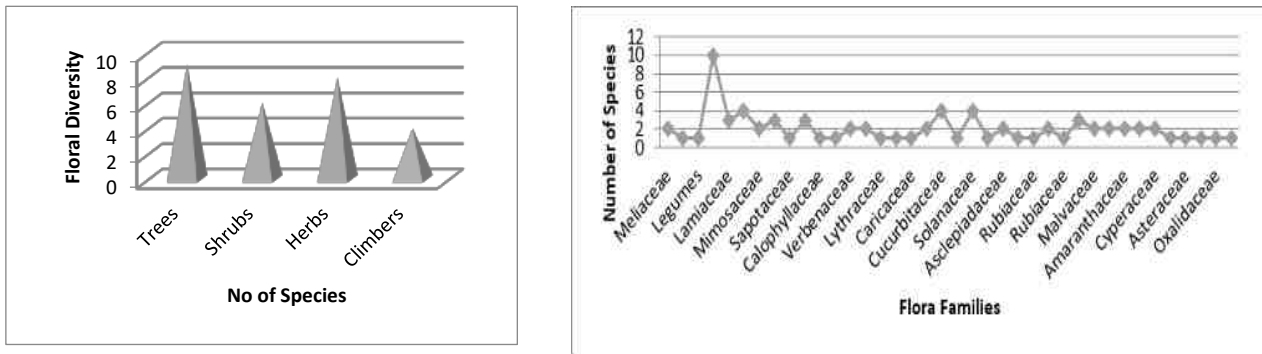 Floral Diversity
10
8
6
4
2
0
Trees
Shrubs
Herbs
Climbers
No of Species
Number of Species
12
10
8
6
4
2
0
Meliaceae
Legumes
Lamiaceae
Mimosaceae
Sapotaceae
Calophyllaceae
Verbenaceae
Lythraceae
Caricaceae
Cucurbitaceae
Solanaceae
Asclepiadaceae
Rubiaceae
Rubiaceae
Malvaceae
Amaranthaceae
Cyperaceae
Asteraceae
Oxalidaceae
Flora Families